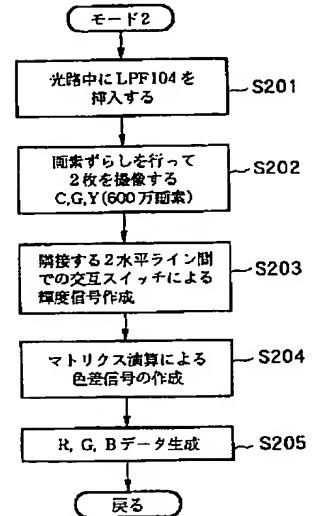 モード2
光路中にLPF104を
挿入する
S201
画素ずらしを行って
2枚を撮像する
C,G,Y(600万画素)
S202
隣接する2水平ライン間
での交互スイッチによる
輝度信号作成
S203
マトリクス演算による
色差信号の作成
S204
R, G, Bデータ生成
S205
戻る